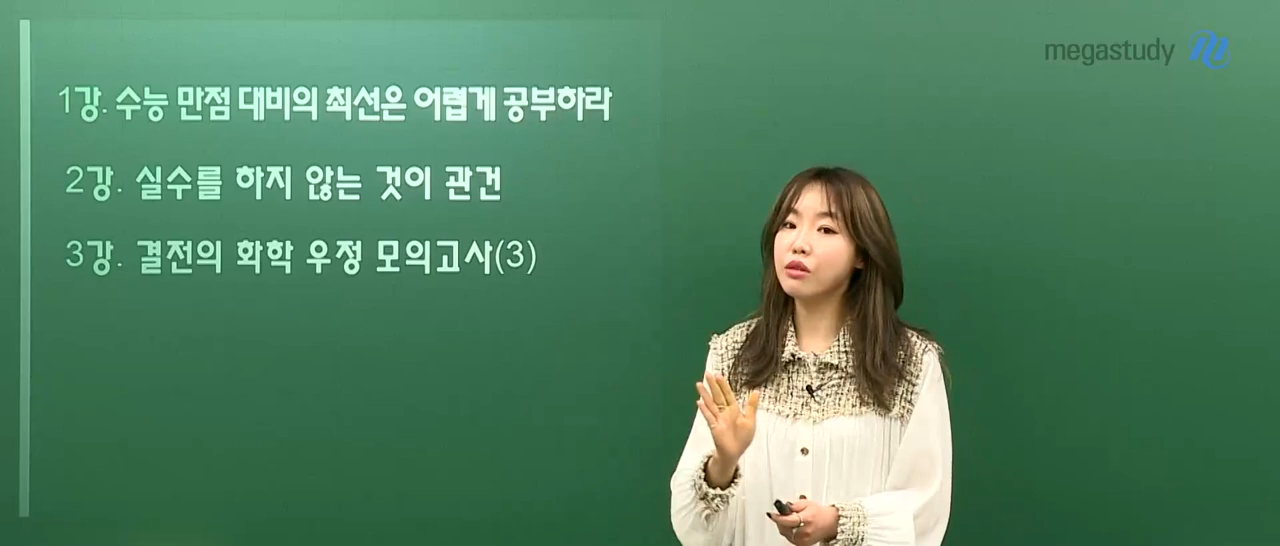 megastudy
1강. 수능 만점 대비의 최선은 어렵게 공부하라
2강. 실수를 하지 않는 것이 관건
3강. 결전의 화학 우정 모의고사(3)